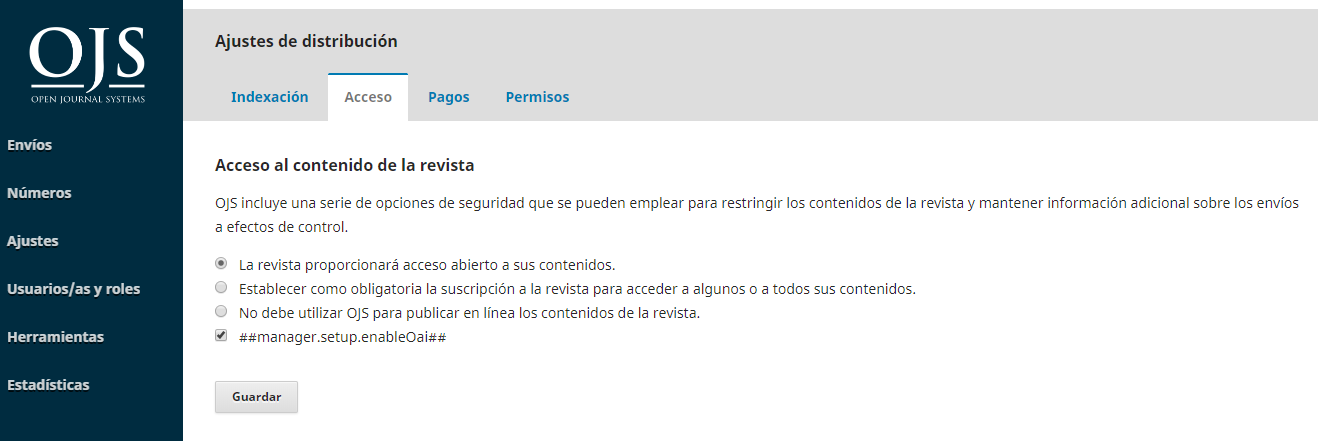 OJS
OPEN JOURNAL SYSTEMS
Envíos
Números
Ajustes
Usuarios/as y roles
Herramientas
Estadísticas
Ajustes de distribución
Indexación Acceso Pagos Permisos
Acceso al contenido de la revista
OJS incluye una serie de opciones de seguridad que se pueden emplear para restringir los contenidos de la revista y mantener información adicional sobre los envíos
a efectos de control.
La revista proporcionará acceso abierto a sus contenidos.
Establecer como obligatoria la suscripción a la revista para acceder a algunos o a todos sus contenidos.
No debe utilizar OJS para publicar en línea los contenidos de la revista.
##manager.setup.enableOai##
Guardar